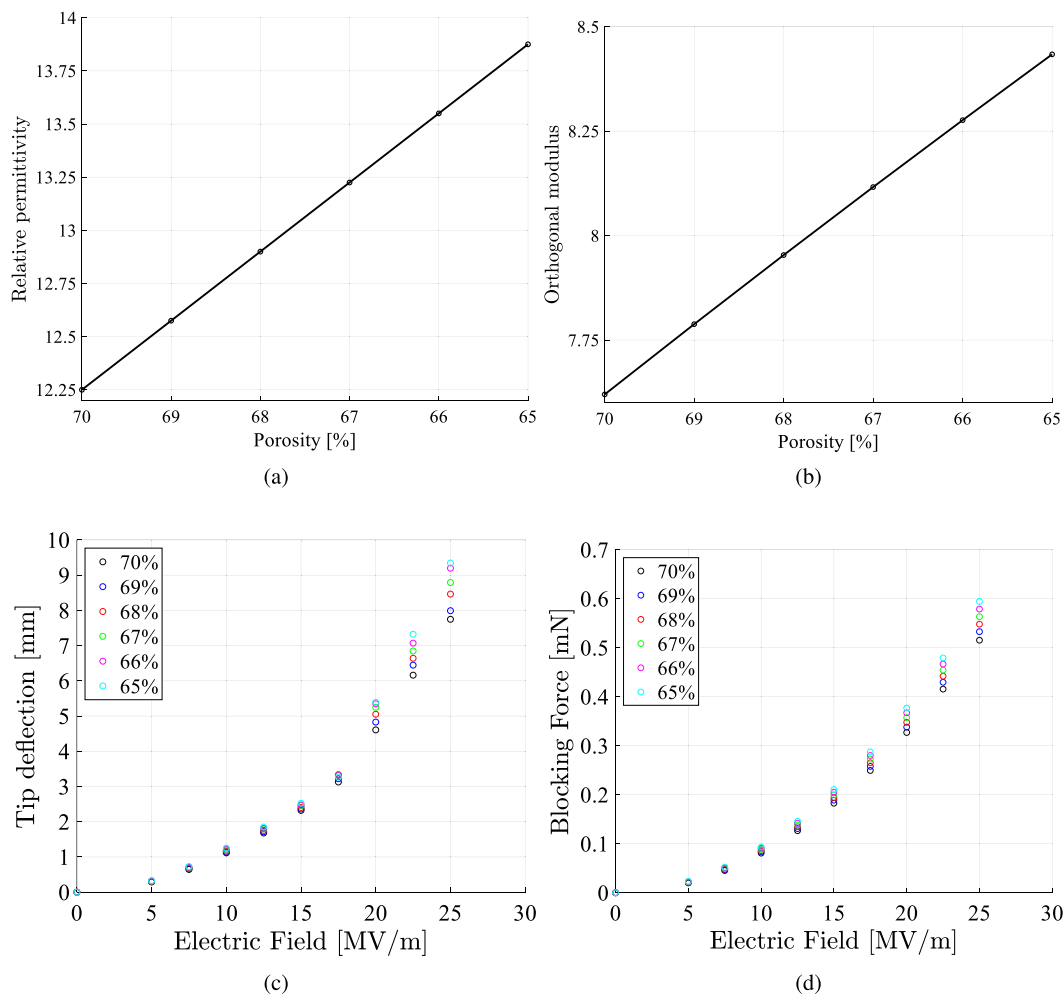 14
13.75
13.5
13.25
13
12.75
12.5
12.25
Relative permittivity
70 69 68 67 66 65
Porosity [%]
(a)
8.5
8.25
8
7.75
Orthogonal modulus
70 69 68 67 66 65
Porosity [%]
(b)
10
9
8
7
6
5
4
3
2
1
0
Tip deflection [mm]
70%
69%
68%
67%
66%
65%
0 5 10 15 20 25 30
Electric Field [MV/m]
(c)
0.7
0.6
0.5
0.4
0.3
0.2
0.1
0
Blocking Force [mN]
70%
69%
68%
67%
66%
65%
0 5 10 15 20 25 30
Electric Field [MV/m]
(d)